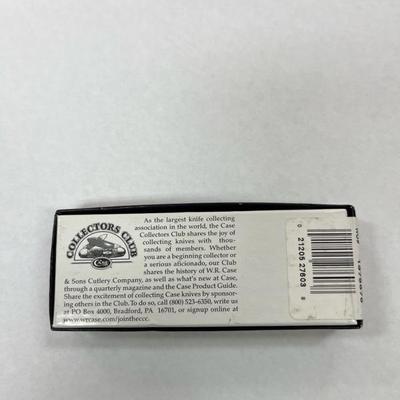 COLLECTORS CLUB
Case
As the largest knife collecting
association in the world, the Case
Collectors Club shares the joy of
collecting knives with thou-
sands of members. Whether
you are a beginning collector or
a serious aficionado, our Club
shares the history of W.R. Case
& Sons Cutlery Company, as well as what's new at Case,
through a quarterly magazine and the Case Product Guide.
Share the excitement of collecting Case knives by sponsor-
ing others in the Club. To call (800) 523-6350, write us
at PO Box 4000, Bradford, PA 16701, or signup online at
www.wrcase.com/jointheccc.
0 21205 27603 8